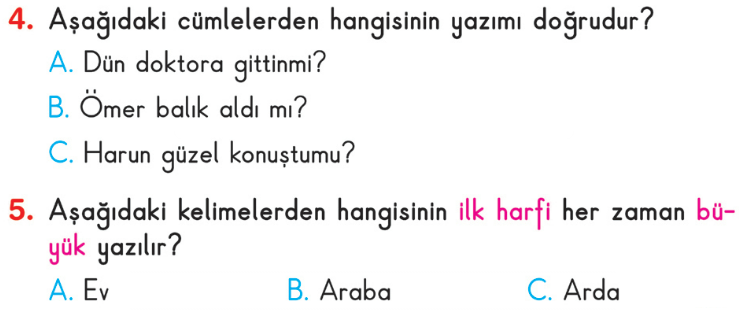 4. Aşağıdaki cümlelerden hangisinin yazımı doğrudur?
A. Dün doktora gittinmi?
B. Ömer balık aldı mı?
C. Harun güzel konuştumu?
5. Aşağıdaki kelimelerden hangisinin ilk harfi her zaman bü-
yük yazılır?
A. Ev B. Araba C. Arda